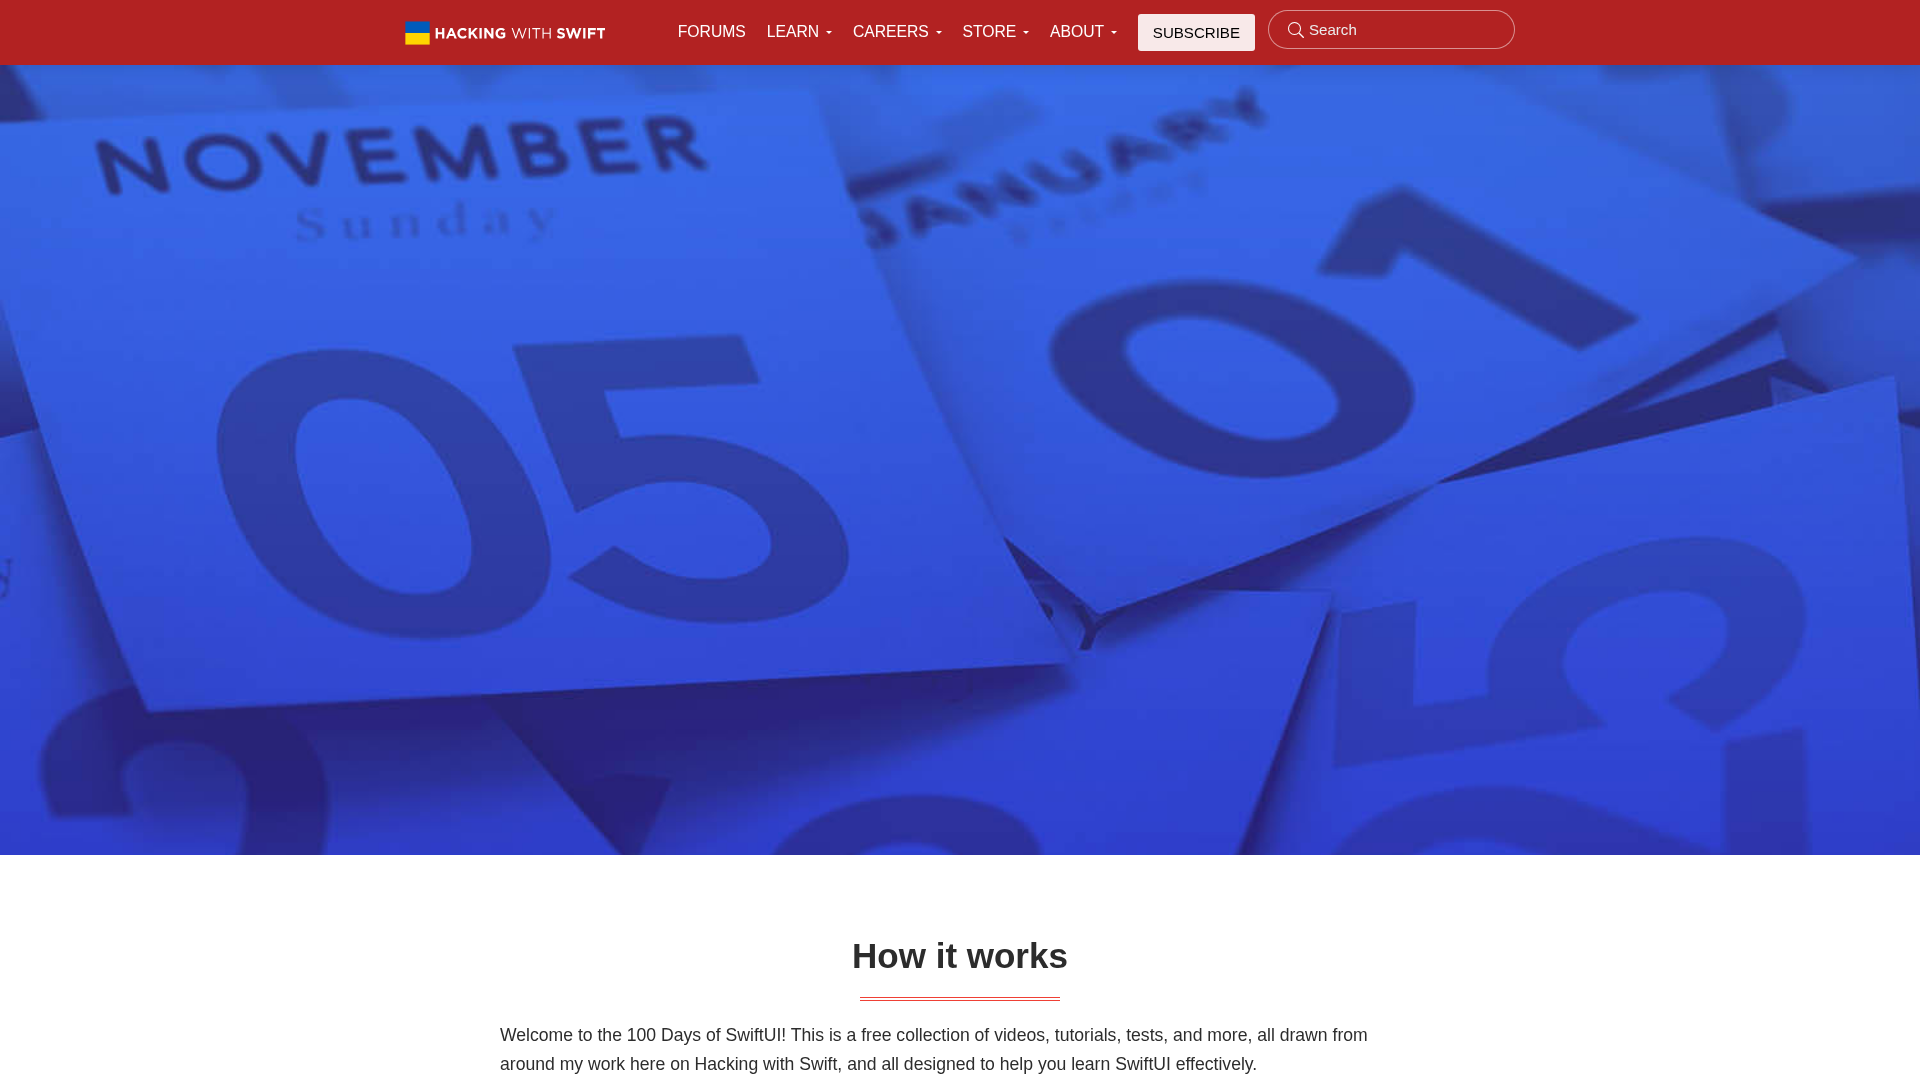 HACKING WITH SWIFT
FORUMS
LEARN
CAREERS
STORE
ABOUT
SUBSCRIBE
Search
NOVEMBER
Sunday
05
JANUARY
01
How it works
Welcome to the 100 Days of SwiftUI! This is a free collection of videos, tutorials, tests, and more, all drawn from
around my work here on Hacking with Swift, and all designed to help you learn SwiftUI effectively.